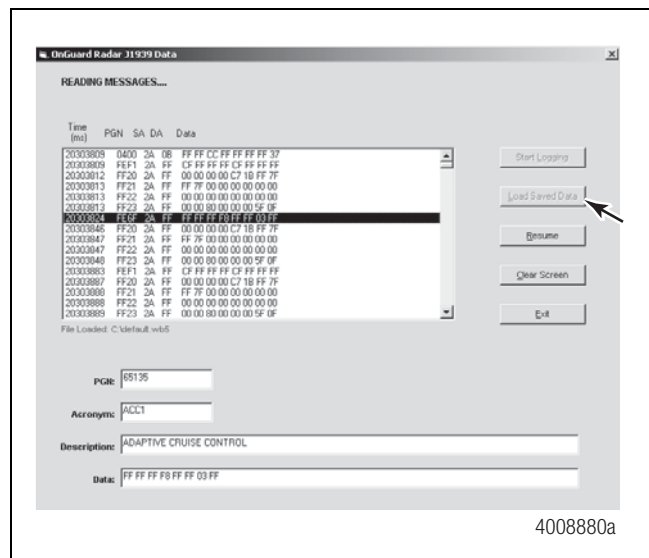 OnGuard Radar J1939 Data
READING MESSAGES....
Time
(ms) PGN SA DA Data
20303809 0400 2A 0B FF FF CC FF FF FF FF 37
20303809 FEF1 2A FF CF FF FF FF CF FF FF FF
20303812 FF20 2A FF 00 00 00 00 C7 1B FF 7F
20303813 FF21 2A FF FF 7F 00 00 00 00 00 00
20303813 FF22 2A FF 00 00 00 00 00 00 00 00
20303813 FF23 2A FF 00 00 80 00 00 00 5F 0F
20303824 FE6F 2A FF FF FF FF F8 FF FF 03 FF
20303846 FF20 2A FF 00 00 00 00 C7 1B FF 7F
20303847 FF21 2A FF FF 7F 00 00 00 00 00 00
20303847 FF22 2A FF 00 00 00 00 00 00 00 00
20303848 FF23 2A FF 00 00 80 00 00 00 5F 0F
20303883 FEF1 2A FF CF FF FF FF CF FF FF FF
20303887 FF20 2A FF 00 00 00 00 C7 1B FF 7F
20303888 FF21 2A FF FF 7F 00 00 00 00 00 00
20303888 FF22 2A FF 00 00 00 00 00 00 00 00
20303889 FF23 2A FF 00 00 80 00 00 00 5F 0F
Start Logging
Load Saved Data
Resume
Clear Screen
Exit
File Loaded: C:\default.wb5
PGN: 65135
Acronym: ACC1
Description: ADAPTIVE CRUISE CONTROL
Data: FF FF FF F8 FF FF 03 FF
4008880a